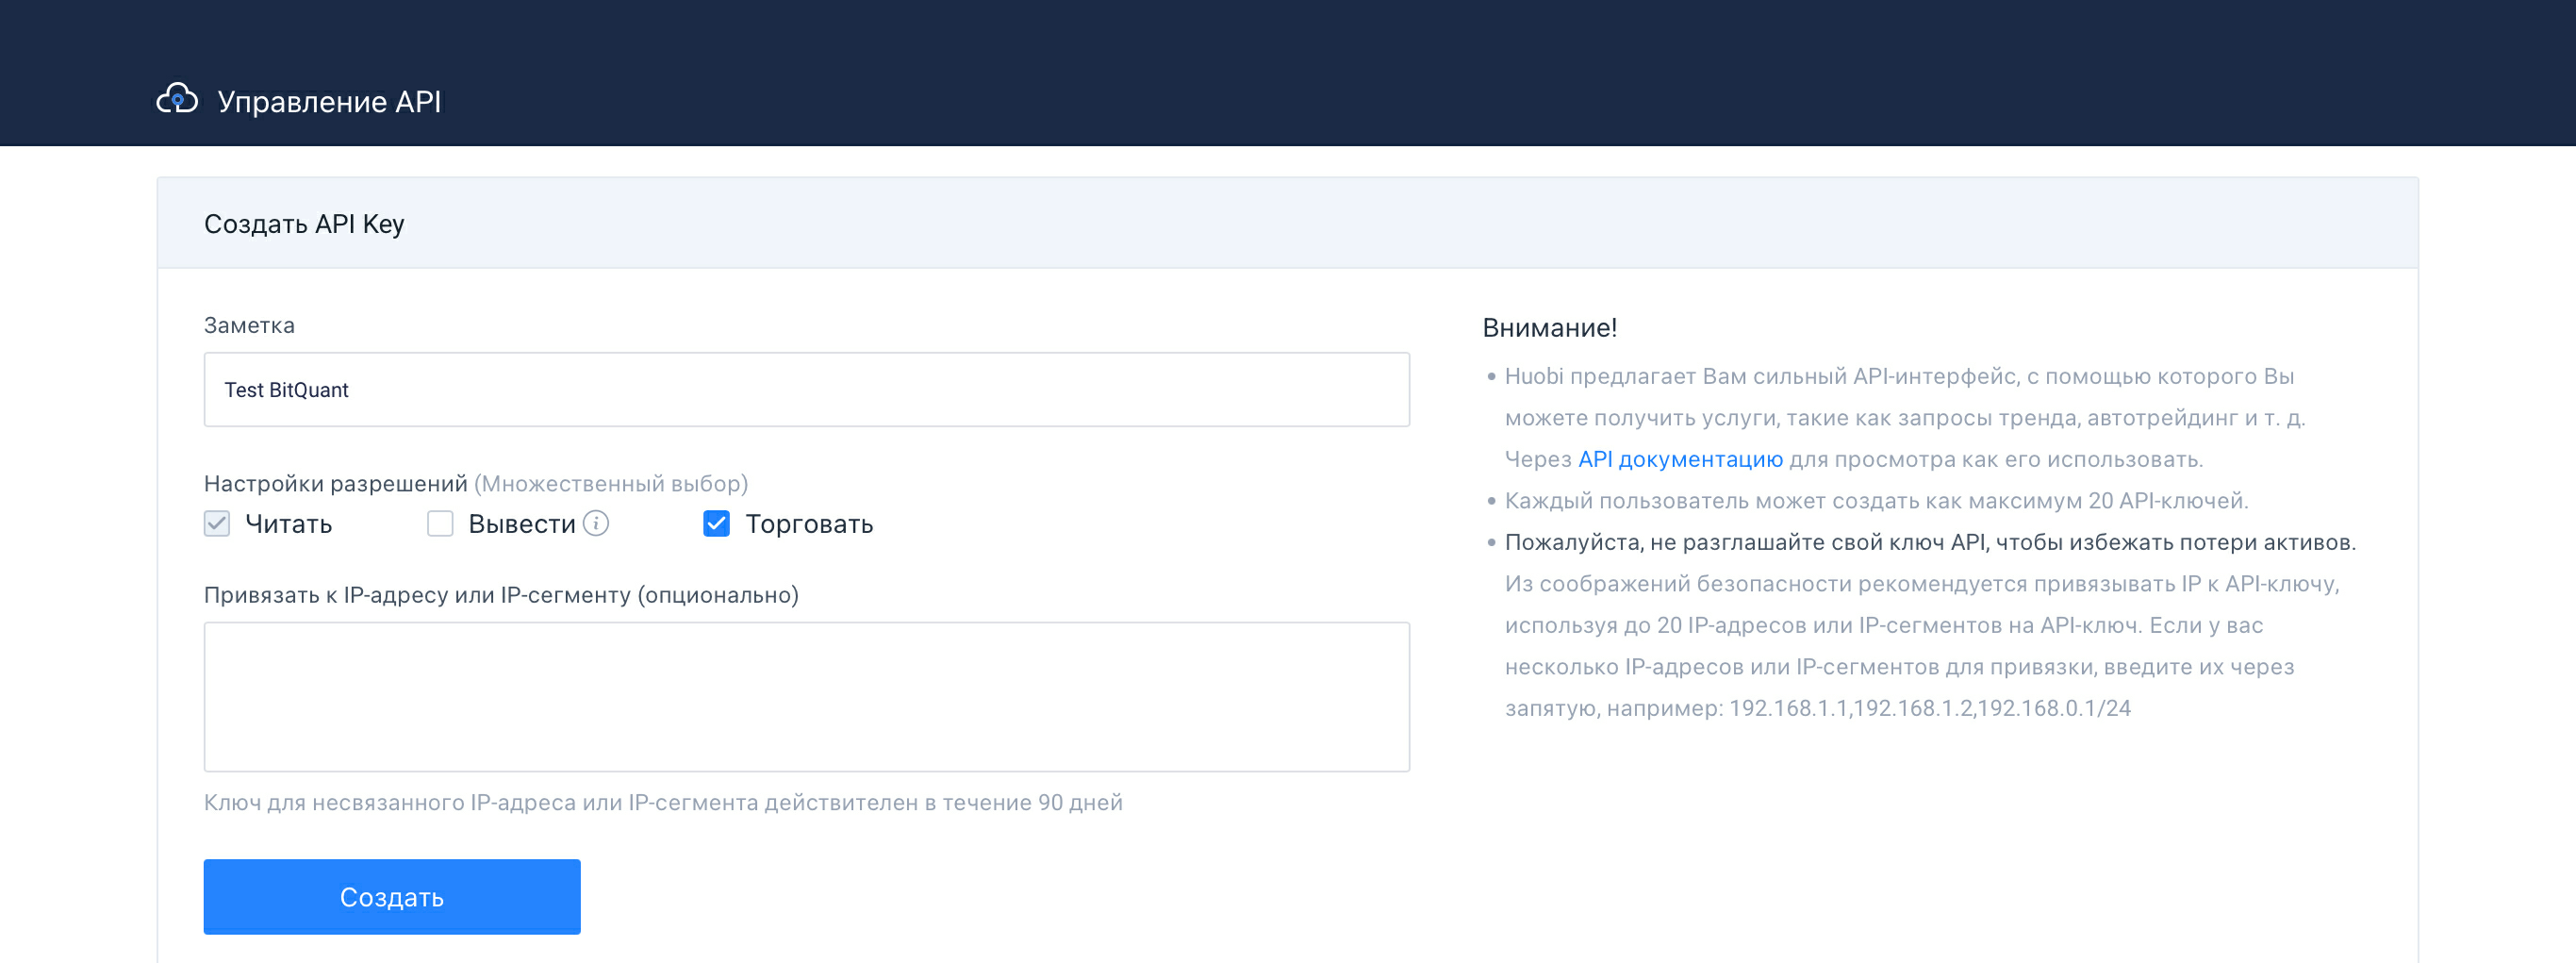 Управление API
Создать API Key
Заметка
Test BitQuant
Настройки разрешений (Множественный выбор)
Читать
Вывести
Торговать
Привязать к IP-адресу или IP-сегменту (опционально)
Ключ для несвязанного IP-адреса или IP-сегмента действителен в течение 90 дней
Создать
Внимание!
• Huobi предлагает Вам сильный API-интерфейс, с помощью которого Вы
можете получить услуги, такие как запросы тренда, автотрейдинг и т. д.
Через API документацию для просмотра как его использовать.
• Каждый пользователь может создать как максимум 20 API-ключей.
• Пожалуйста, не разглашайте свой ключ API, чтобы избежать потери активов.
Из соображений безопасности рекомендуется привязывать IP к API-ключу,
используя до 20 IP-адресов или IP-сегментов на API-ключ. Если у вас
несколько IP-адресов или IP-сегментов для привязки, введите их через
запятую, например: 192.168.1.1,192.168.1.2,192.168.0.1/24